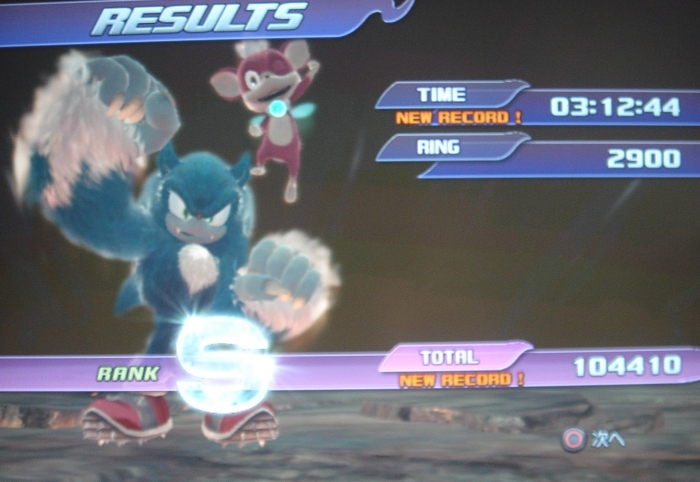 RESULTS
TIME
03:12:44
NEW RECORD !
RING
2900
TOTAL
104410
NEW RECORD !
RANK
S
次へ